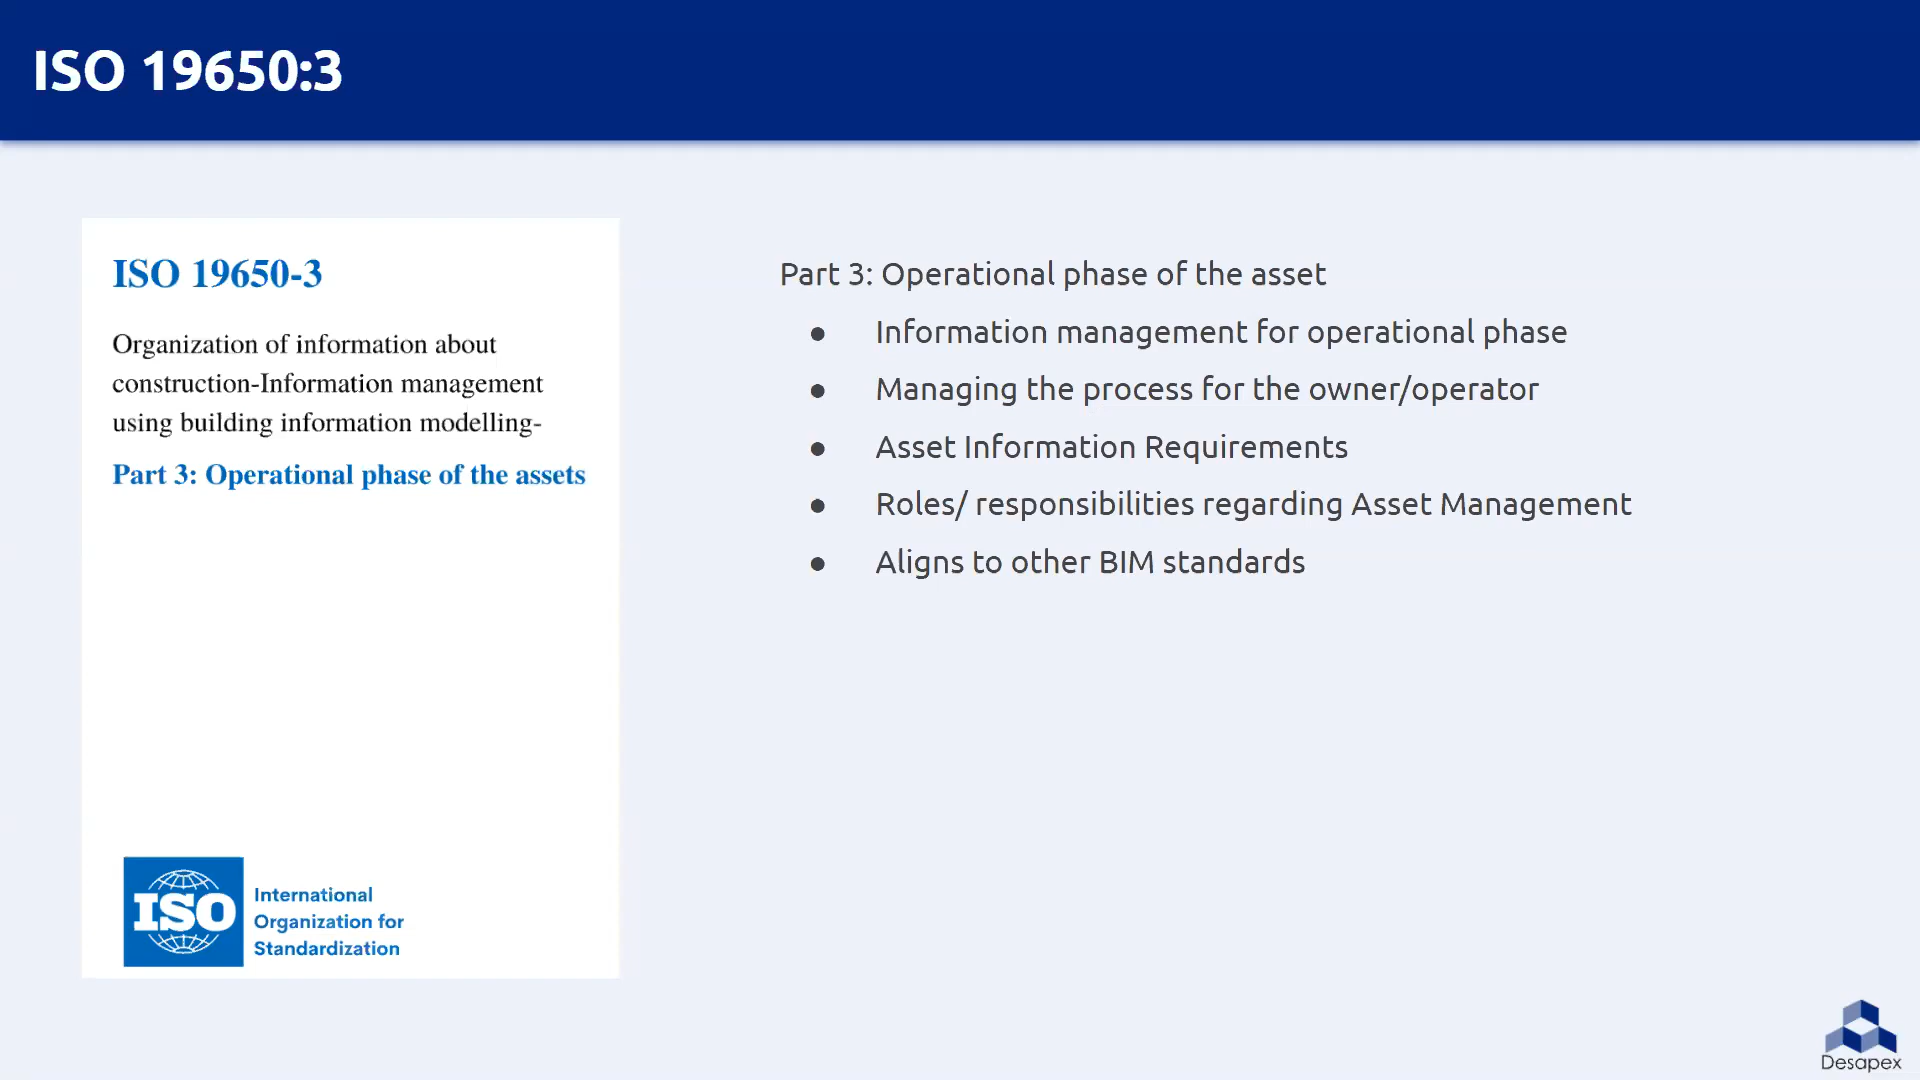 ISO 19650:3
ISO 19650-3
Organization of information about
construction-Information management
using building information modelling-
Part 3: Operational phase of the assets
ISO
International
Organization for
Standardization
Part 3: Operational phase of the asset
● Information management for operational phase
● Managing the process for the owner/operator
● Asset Information Requirements
● Roles/ responsibilities regarding Asset Management
● Aligns to other BIM standards
Desapex